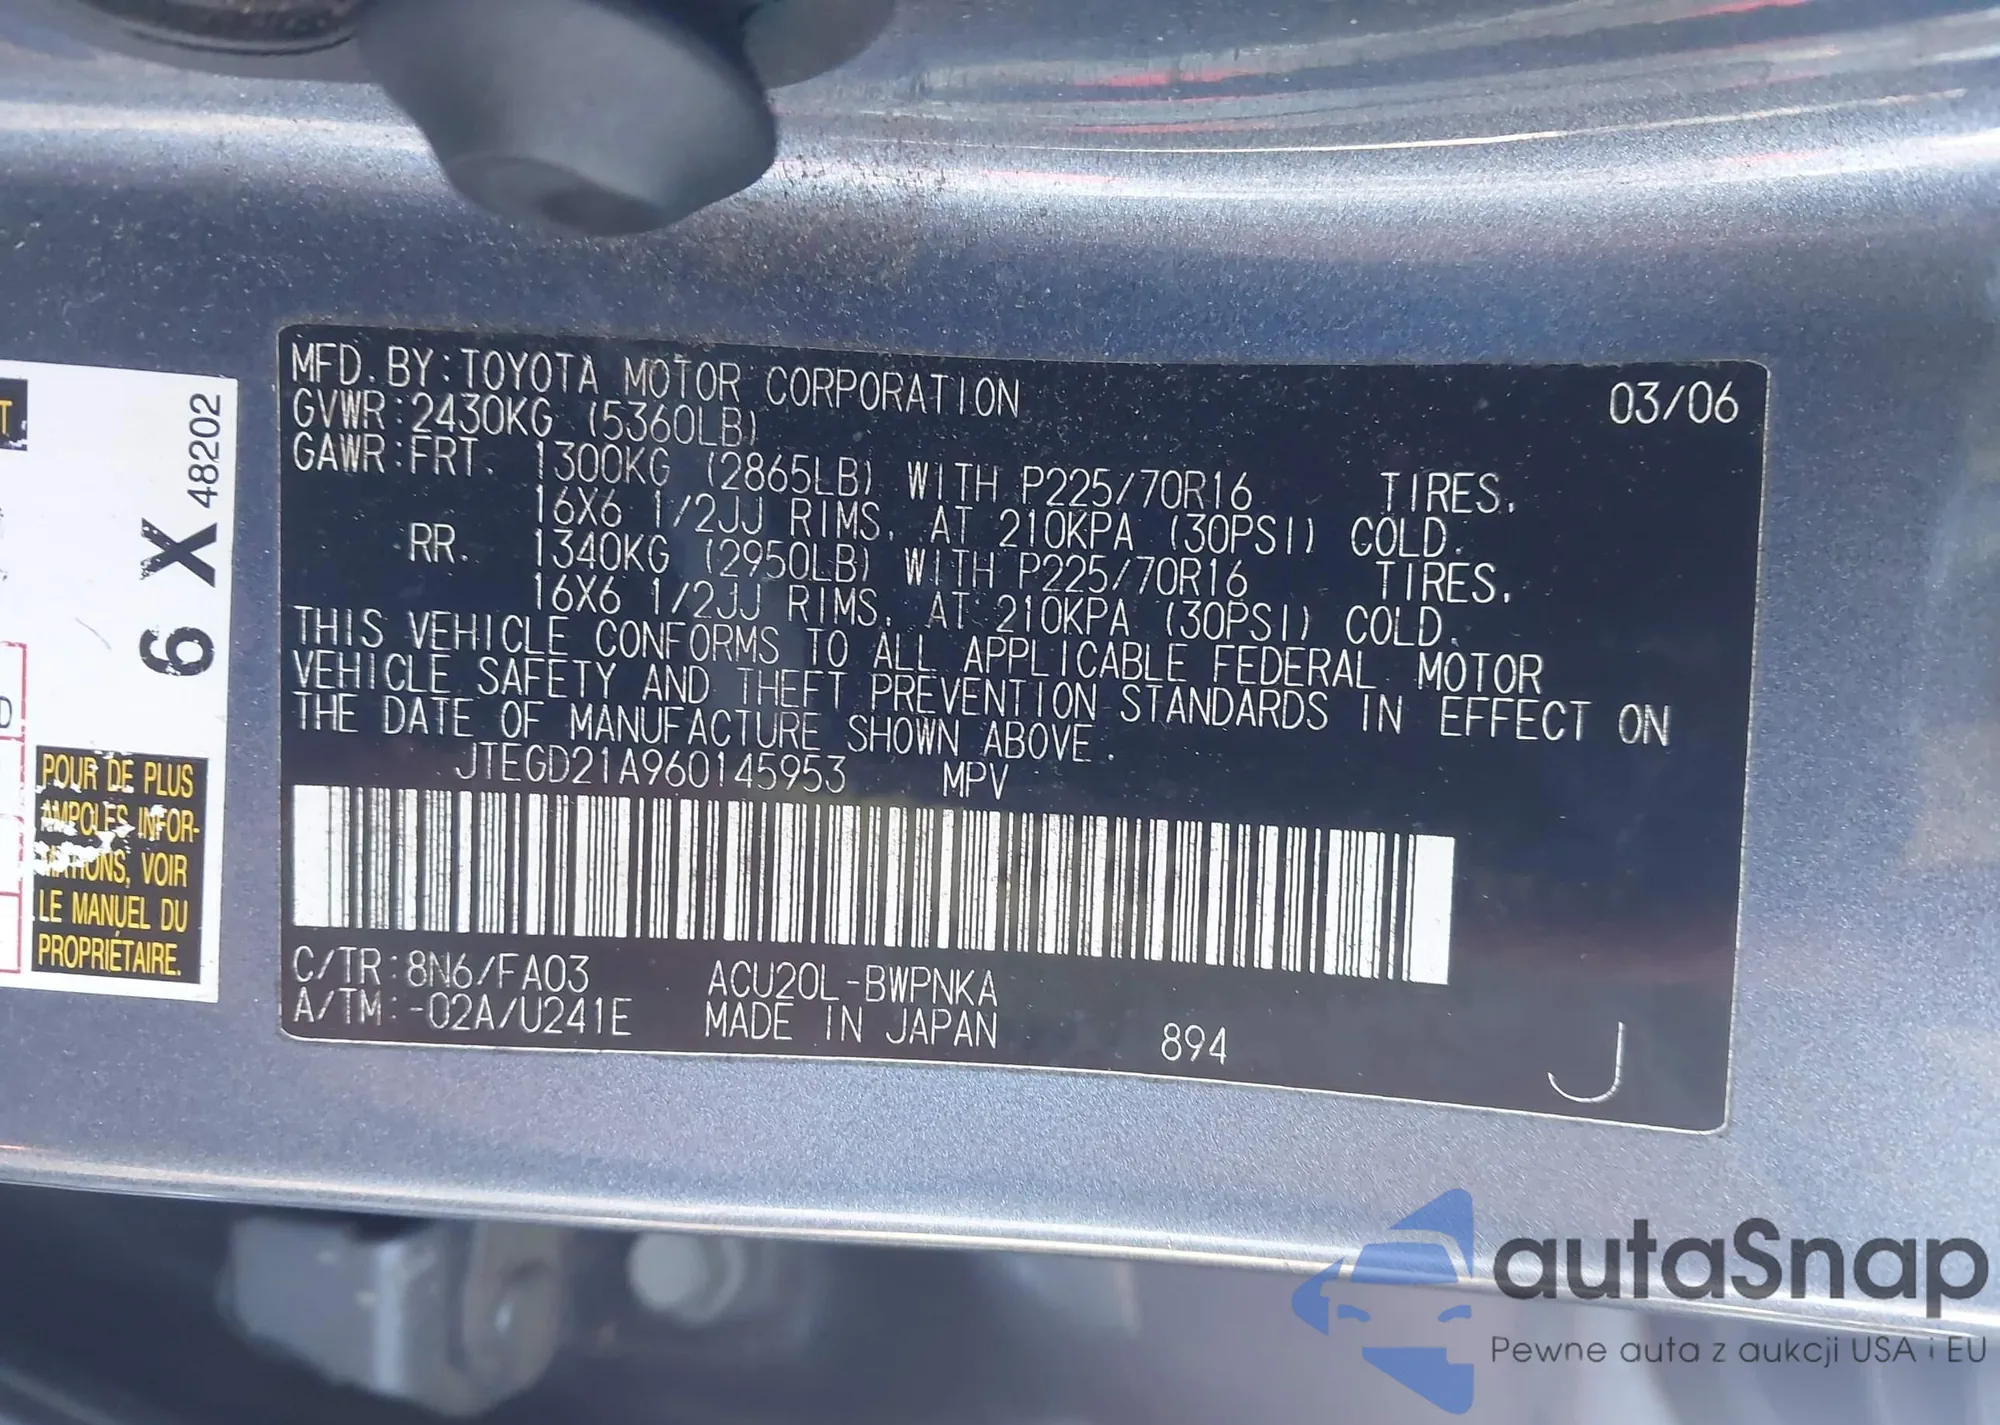 MFD. BY: TOYOTA MOTOR CORPORATION 03/06
GVWR: 2430KG (5360LB)
GAWR: FRT. 1300KG (2865LB) WITH P225/70R16 TIRES,
16X6 1/2JJ RIMS, AT 210KPA (30PSI) COLD.
RR. 1340KG (2950LB) WITH P225/70R16 TIRES,
16X6 1/2JJ RIMS, AT 210KPA (30PSI) COLD.
THIS VEHICLE CONFORMS TO ALL APPLICABLE FEDERAL MOTOR
VEHICLE SAFETY AND THEFT PREVENTION STANDARDS IN EFFECT ON
THE DATE OF MANUFACTURE SHOWN ABOVE.
JTEGD21A960145953 MPV
C/TR: 8N6/FA03 ACU20L-BWPNKA
A/TM: -02A/U241E MADE IN JAPAN 894 J
T
6 X 48202
D
POUR DE PLUS
AMPOLES INFOR-
MATIONS, VOIR
LE MANUEL DU
PROPRIÉTAIRE.
autaSnap
Pewne auta z aukcji USA i EU